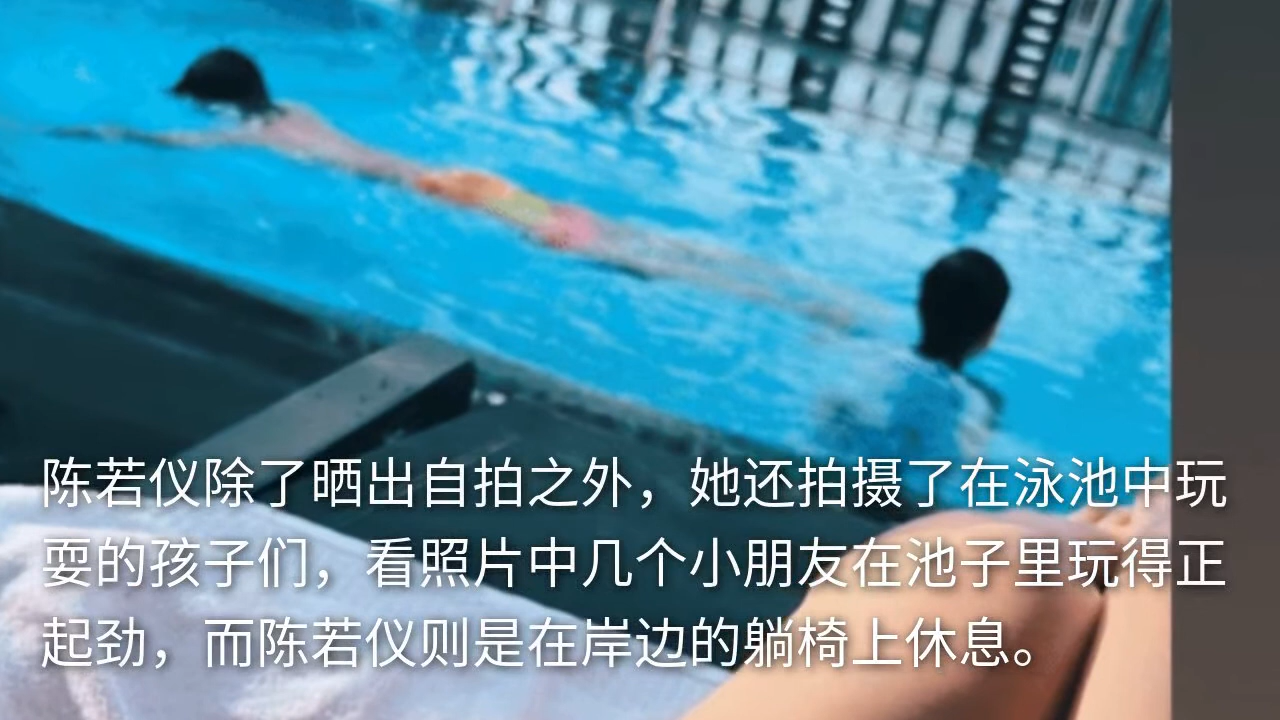 陈若仪除了晒出自拍之外，她还拍摄了在泳池中玩
耍的孩子们，看照片中几个小朋友在池子里玩得正
起劲，而陈若仪则是在岸边的躺椅上休息。